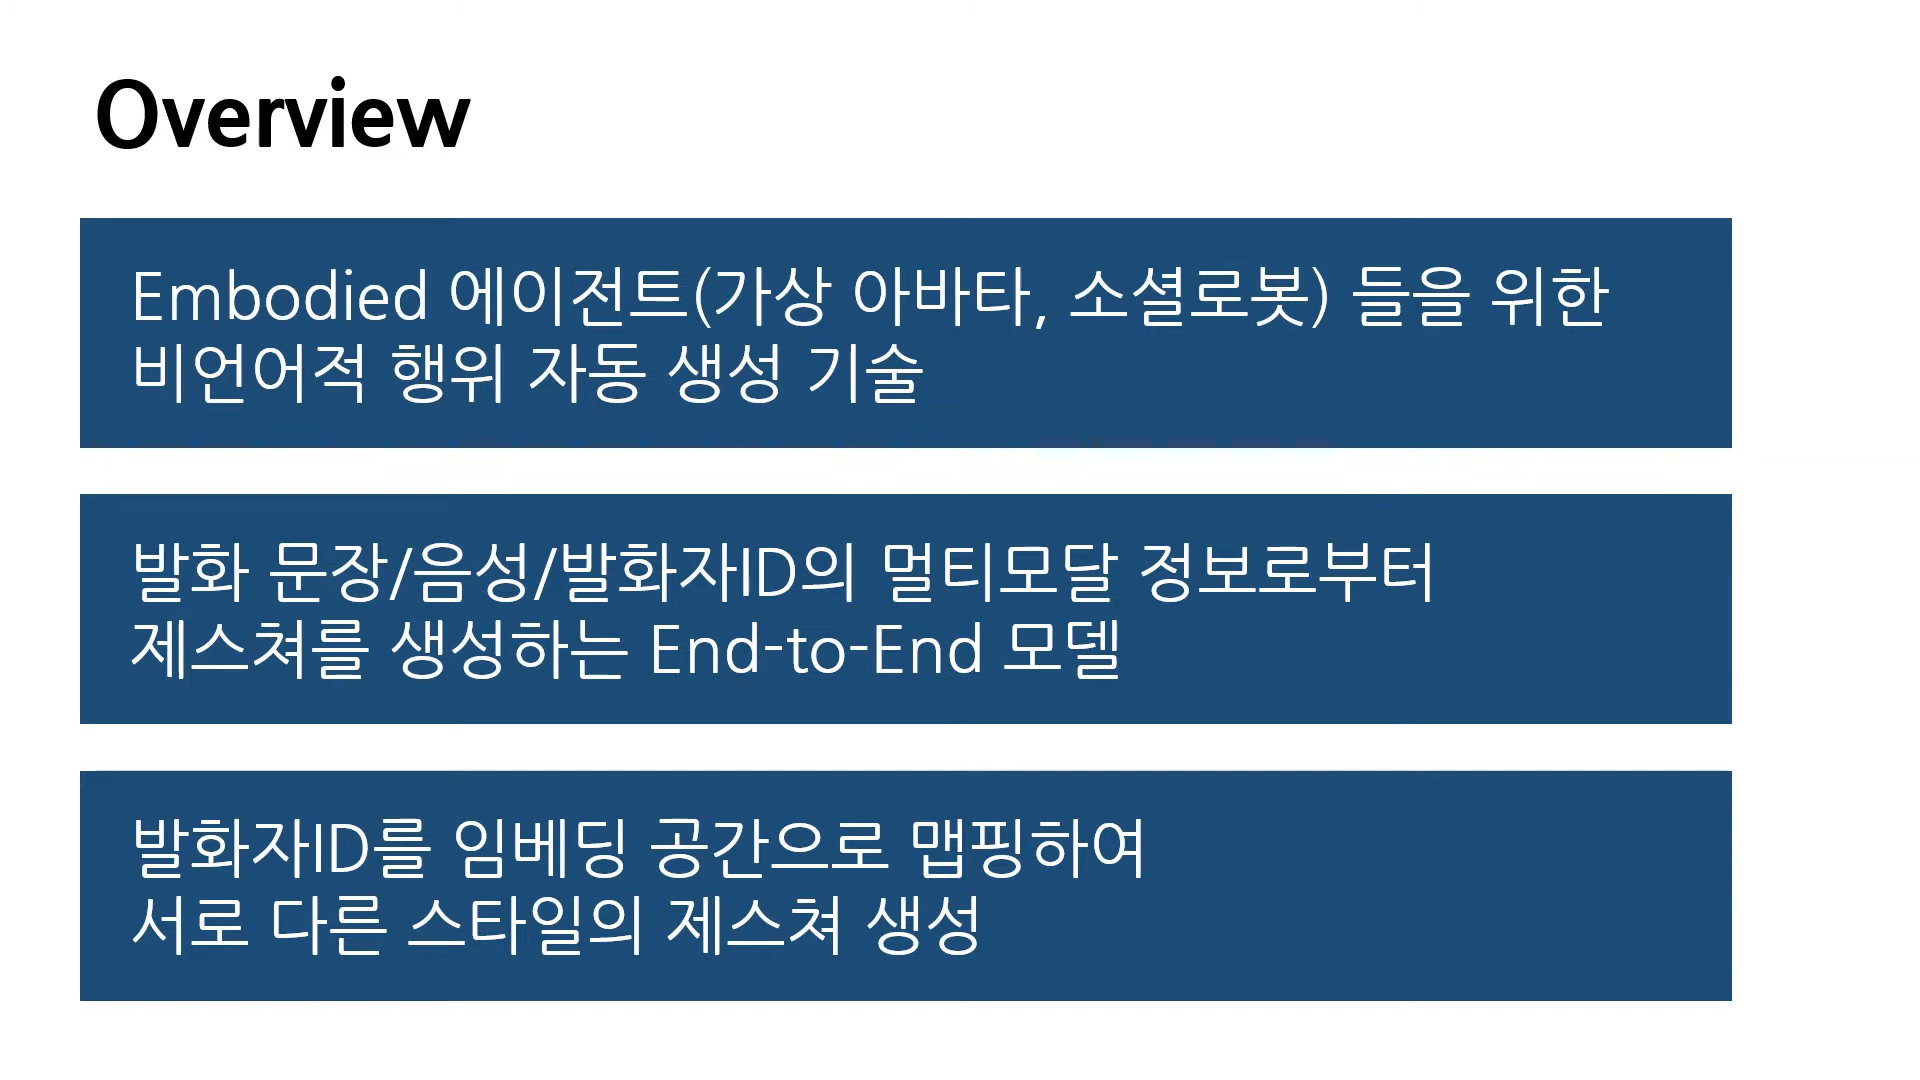 Overview
Embodied 에이전트(가상 아바타, 소셜로봇) 들을 위한
비언어적 행위 자동 생성 기술
발화 문장/음성/발화자ID의 멀티모달 정보로부터
제스쳐를 생성하는 End-to-End 모델
발화자ID를 임베딩 공간으로 맵핑하여
서로 다른 스타일의 제스쳐 생성